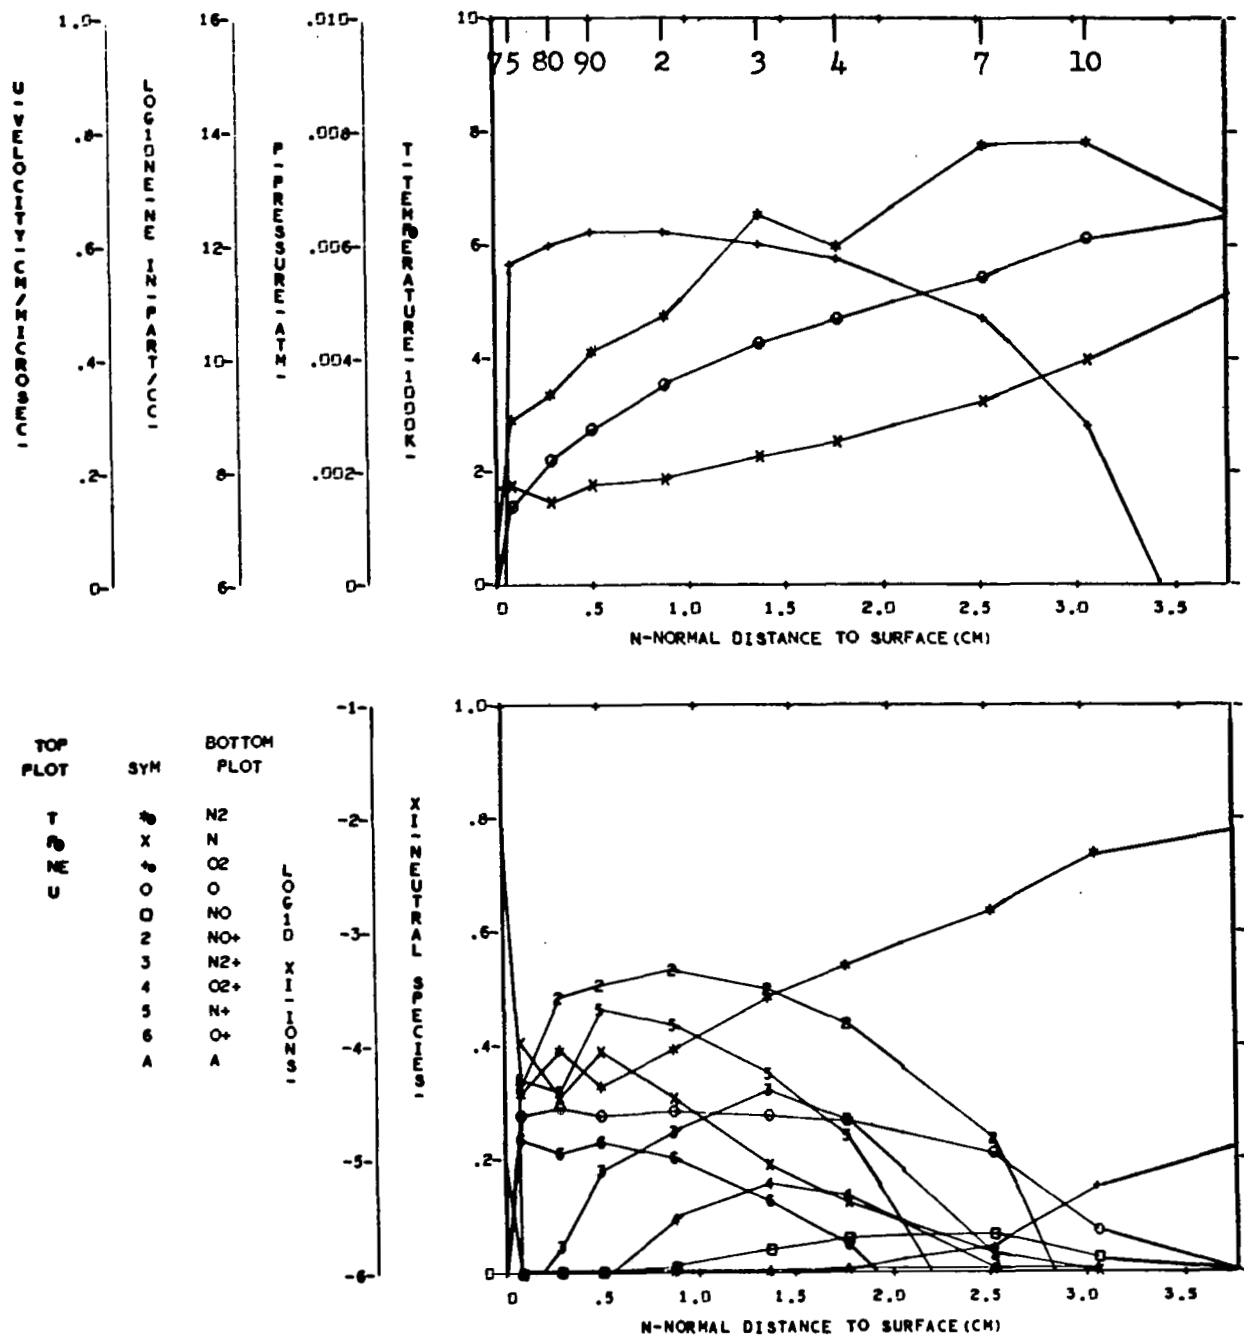 1.0-
16-
.010-
10
75 80 90 2 3 4 7 10
U-VELOCITY-CM/MICROSEC-
LOG10NE-NE IN-PART/CC-
P-PRESSURE-ATM-
T-TEMPERATURE-1000K-
.8-
14-
.008-
8-
.6-
12-
.006-
6-
.4-
10-
.004-
4-
.2-
8-
.002-
2-
0-
6-
0-
0-
0 .5 1.0 1.5 2.0 2.5 3.0 3.5
N-NORMAL DISTANCE TO SURFACE(CM)
TOP PLOT SYM BOTTOM PLOT
T * N2
P X N
NE + O2
U O O
□ NO
2 NO+
3 N2+
4 O2+
5 N+
6 O+
A A
LOG10 XI-IONS-
XI-NEUTRAL SPECIES-
-1-
1.0-
-2-
.8-
-3-
.6-
-4-
.4-
-5-
.2-
-6-
0-
0 .5 1.0 1.5 2.0 2.5 3.0 3.5
N-NORMAL DISTANCE TO SURFACE(CM)